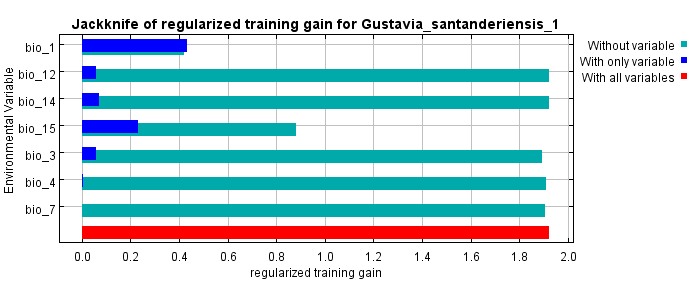 Jackknife of regularized training gain for Gustavia_santanderiensis_1
Without variable
With only variable
With all variables
Environmental Variable
bio_1
bio_12
bio_14
bio_15
bio_3
bio_4
bio_7
0.0 0.2 0.4 0.6 0.8 1.0 1.2 1.4 1.6 1.8 2.0
regularized training gain